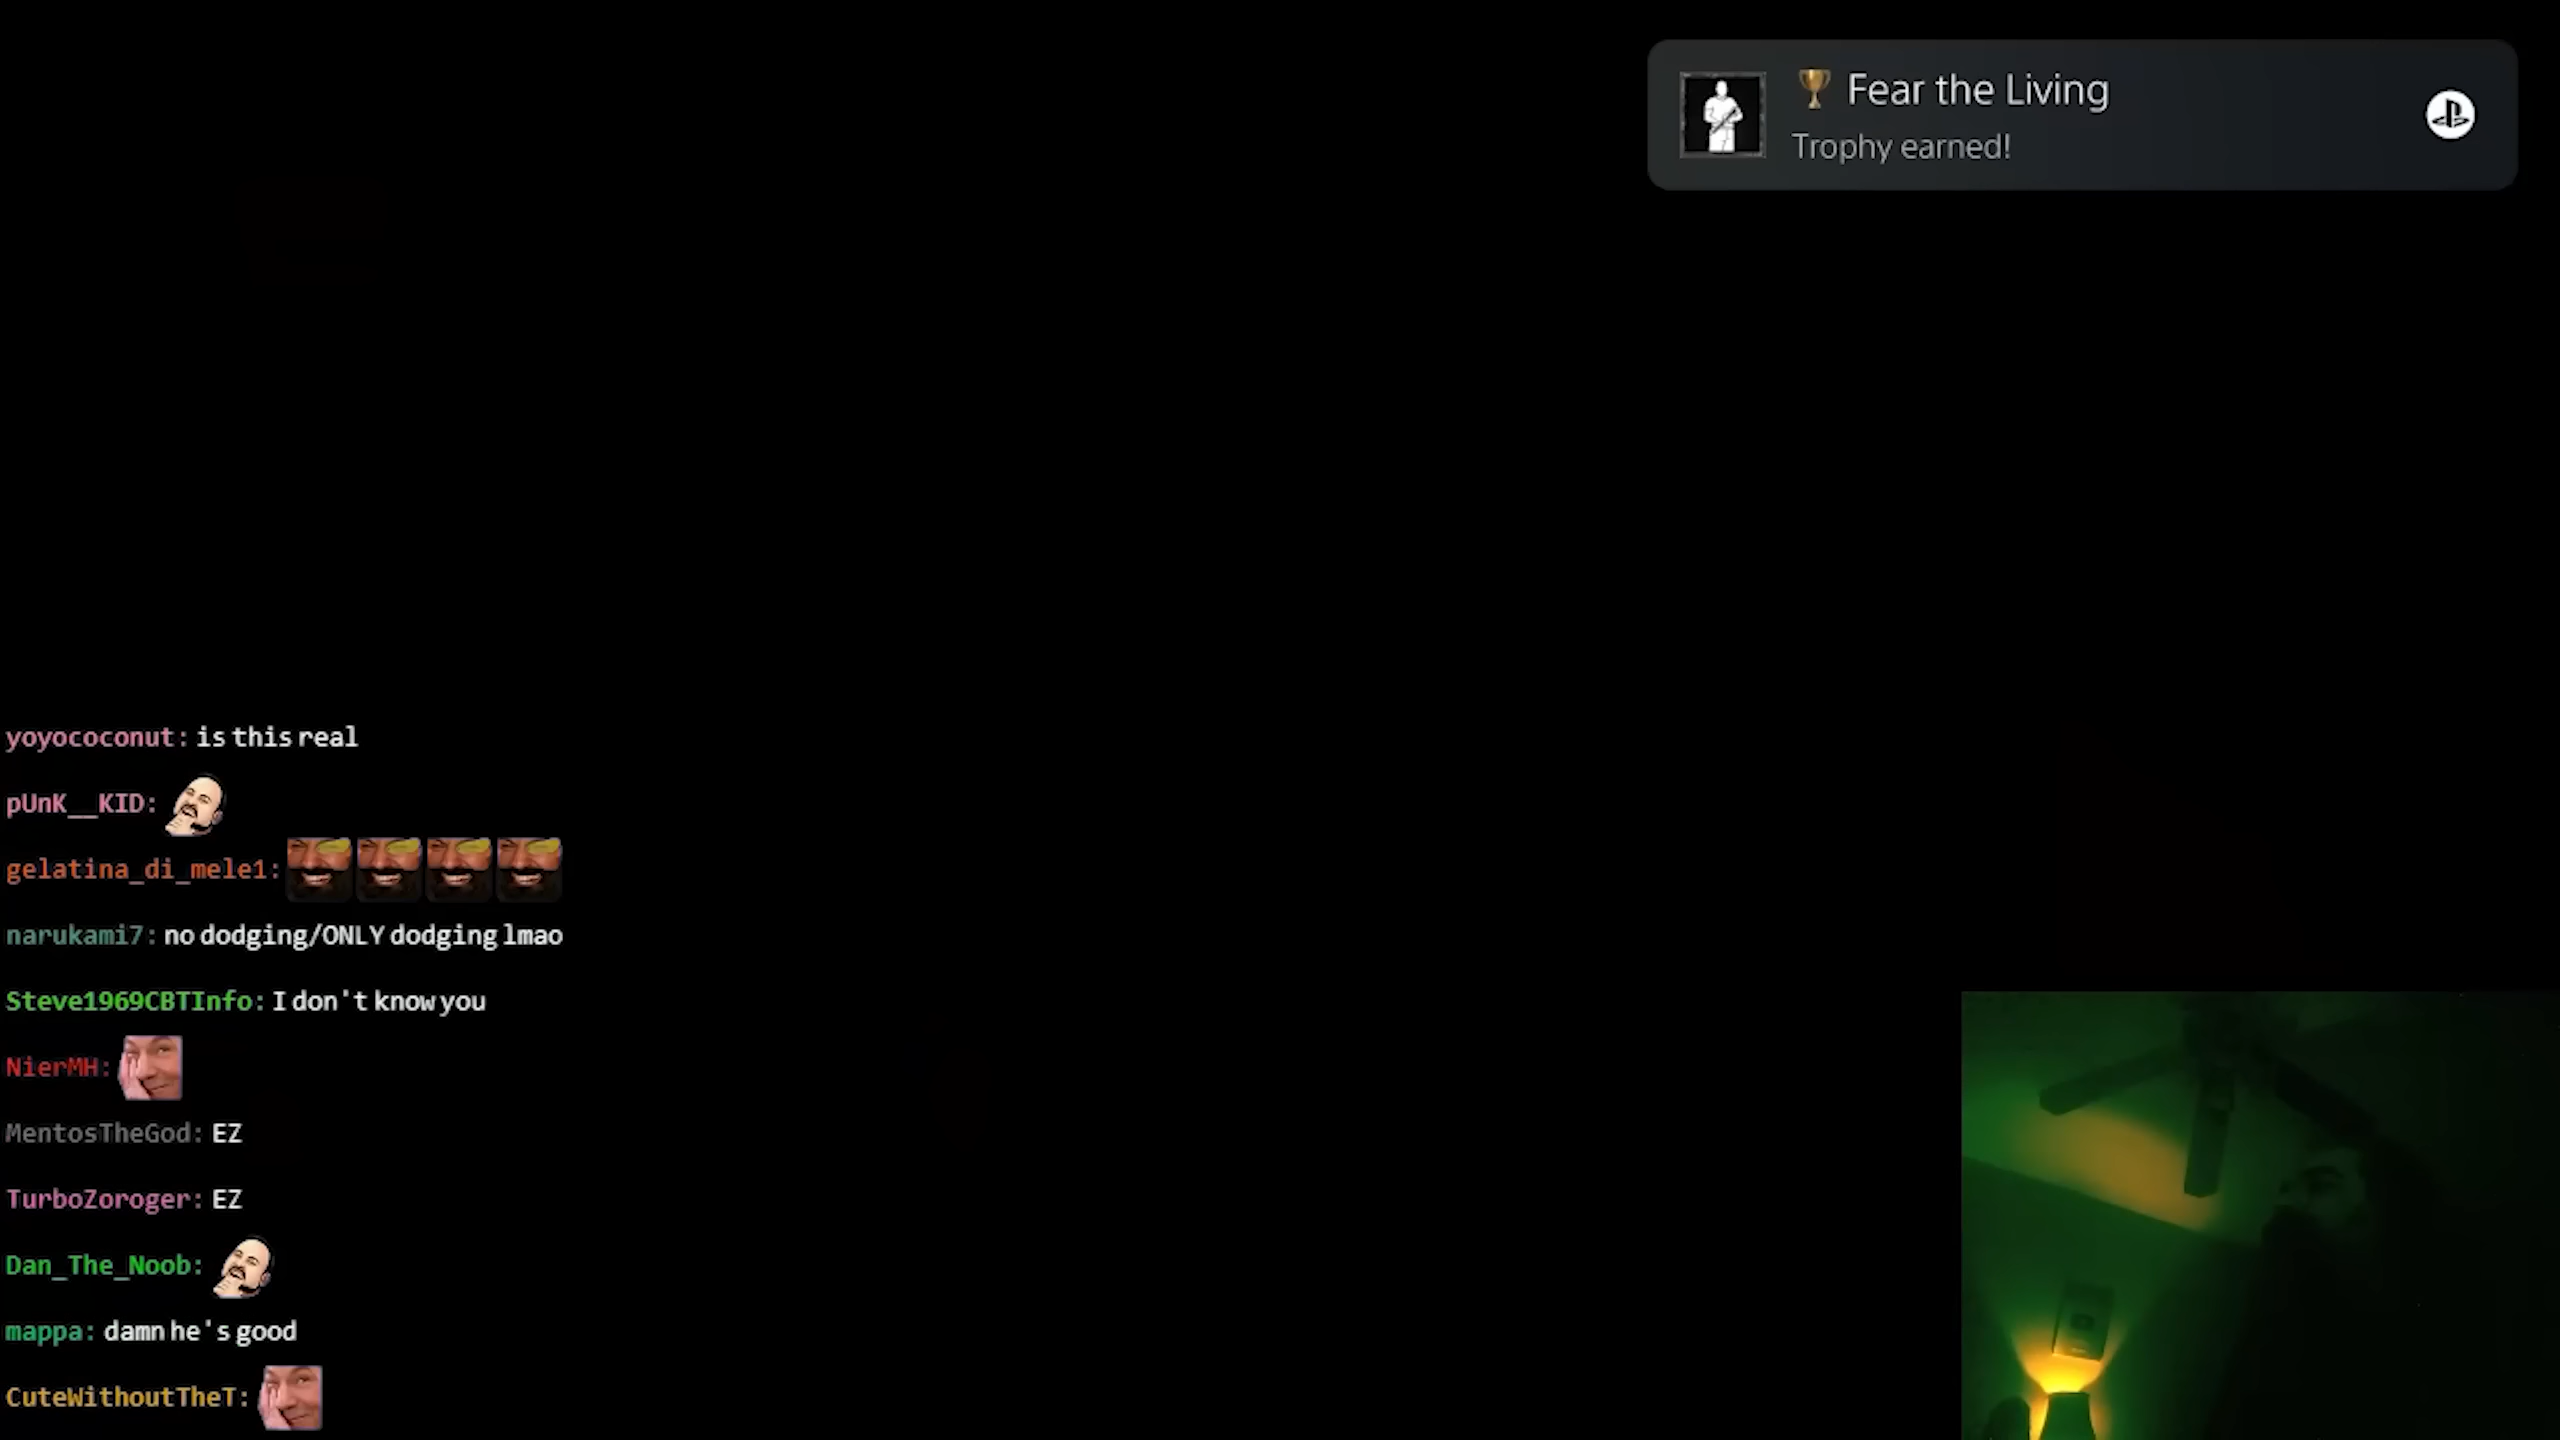 Fear the Living
Trophy earned!
yoyococonut: is this real
pUnK__KID:
gelatina_di_mele1:
narukami7: no dodging/ONLY dodging lmao
Steve1969CBTInfo: I don't know you
NierMH:
MentosTheGod: EZ
TurboZoroger: EZ
Dan_The_Noob:
mappa: damn he's good
CuteWithoutTheT: